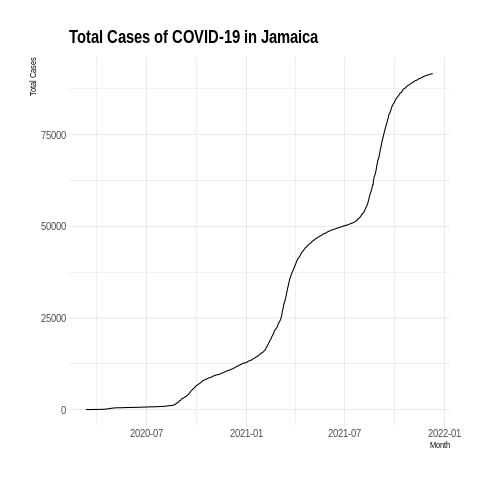 Total Cases of COVID-19 in Jamaica
Total Cases
75000
50000
25000
0
2020-07
2021-01
2021-07
2022-01
Month